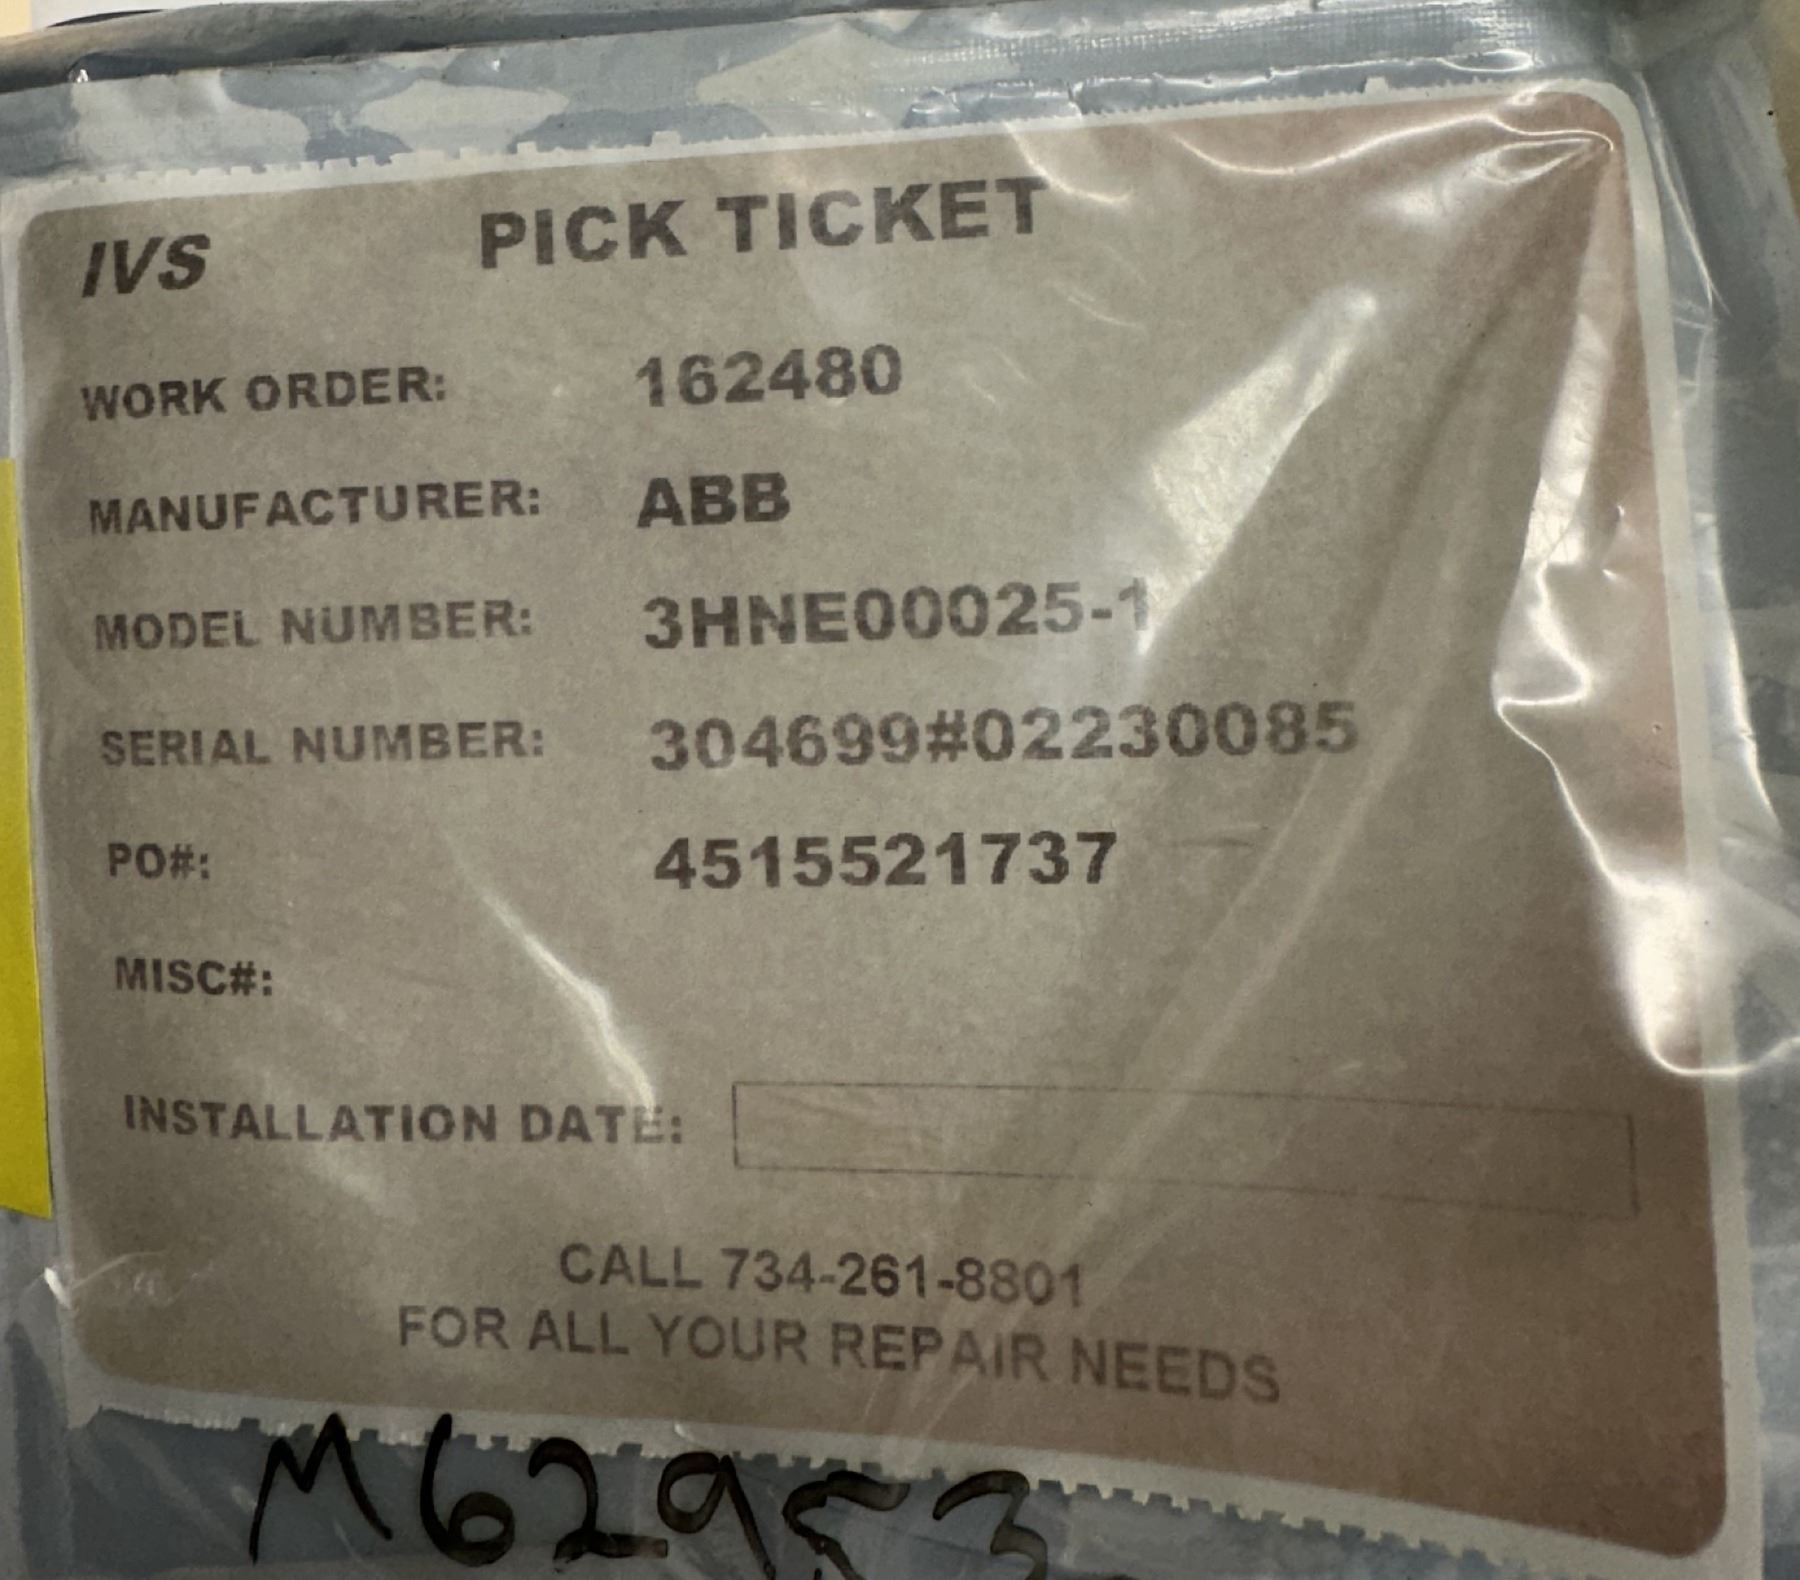 IVS PICK TICKET
WORK ORDER: 162480
MANUFACTURER: ABB
MODEL NUMBER: 3HNE00025-1
SERIAL NUMBER: 304699#02230085
PO#: 4515521737
MISC#:
INSTALLATION DATE:
CALL 734-261-8801
FOR ALL YOUR REPAIR NEEDS
M62953